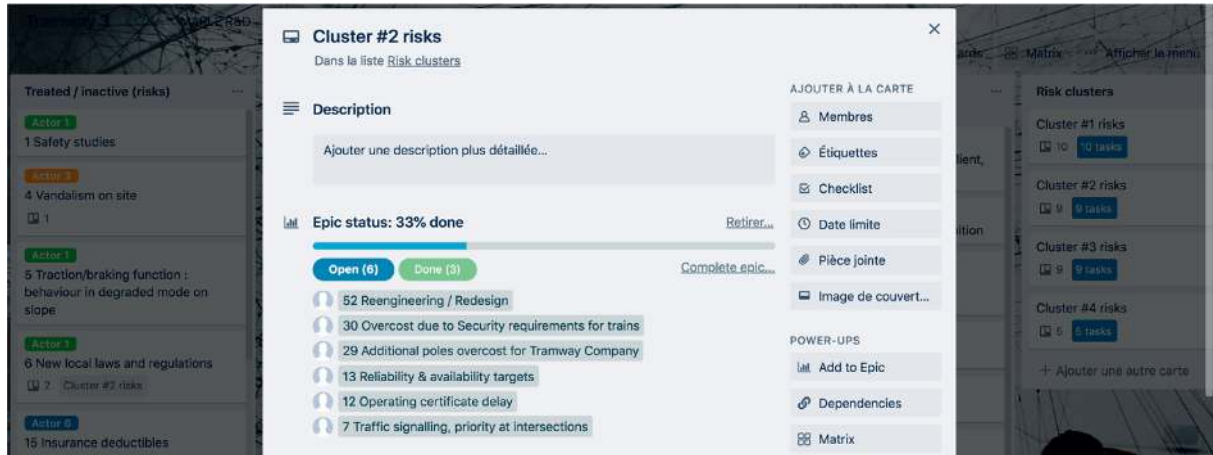 Tramway 3
Cluster #2 risks
Dans la liste Risk clusters
Matrix
Afficher le menu
Treated / inactive (risks)
Actor 1
1 Safety studies
Actor 3
4 Vandalism on site
1
Actor 1
5 Traction/braking function :
behaviour in degraded mode on
slope
Actor 1
6 New local laws and regulations
2 Cluster #2 risks
Actor 6
15 Insurance deductibles
Description
Ajouter une description plus détaillée...
Epic status: 33% done
Retirer...
Open (6)
Done (3)
Complete epic...
52 Reengineering / Redesign
30 Overcost due to Security requirements for trains
29 Additional poles overcost for Tramway Company
13 Reliability & availability targets
12 Operating certificate delay
7 Traffic signalling, priority at intersections
AJOUTER À LA CARTE
Membres
Étiquettes
Checklist
Date limite
Pièce jointe
Image de couvert...
POWER-UPS
Add to Epic
Dependencies
Matrix
Risk clusters
Cluster #1 risks
10 10 tasks
Cluster #2 risks
9 9 tasks
Cluster #3 risks
9 9 tasks
Cluster #4 risks
5 5 tasks
+ Ajouter une autre carte